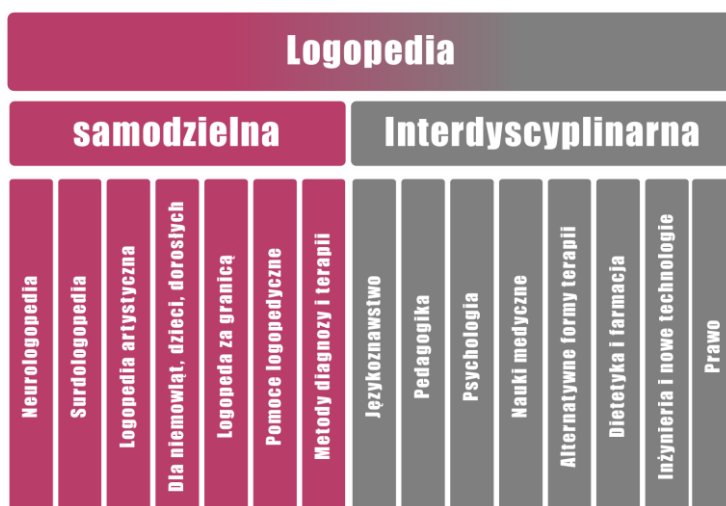 Logopedia
samodzielna
Interdyscyplinarna
Neurologopedia
Surdologopedia
Logopedia artystyczna
Dla niemowląt, dzieci, dorosłych
Logopeda za granicą
Pomoce logopedyczne
Metody diagnozy i terapii
Językoznawstwo
Pedagogika
Psychologia
Nauki medyczne
Alternatywne formy terapii
Dietetyka i farmacja
Inżynieria i nowe technologie
Prawo